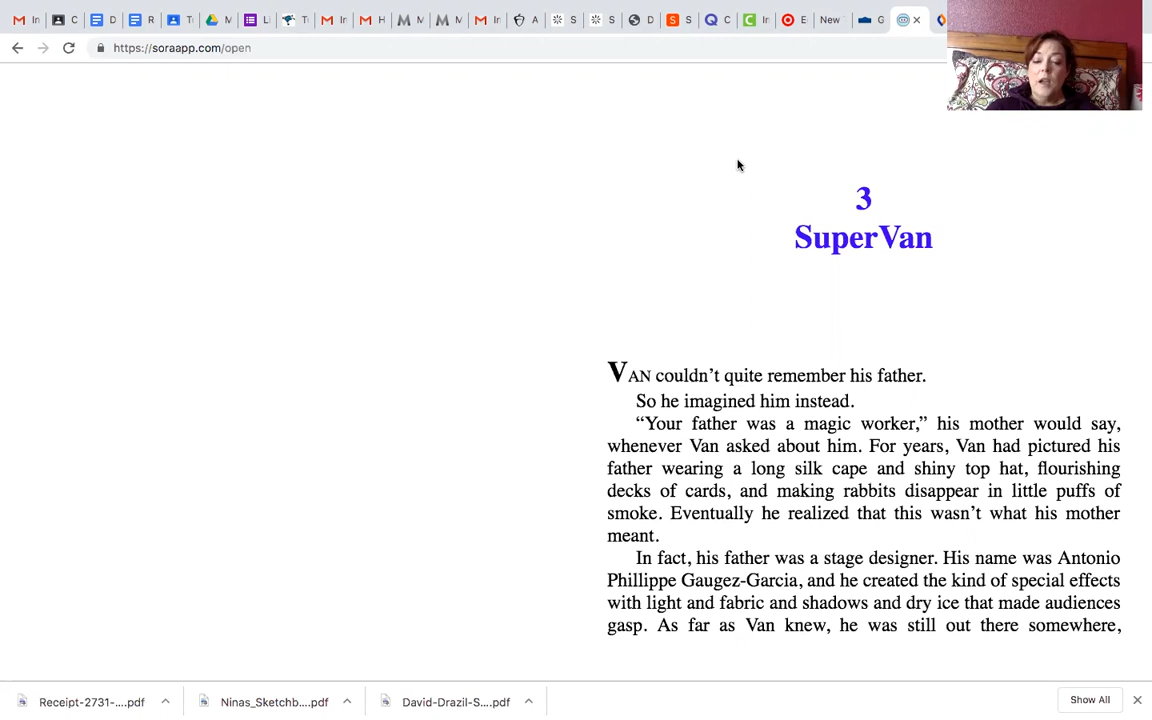 In
C
D
R
T
M
Li
T
In
H
M
M
In
A
S
S
D
S
C
In
E
New
G
https://soraapp.com/open
3
SuperVan
VAN couldn’t quite remember his father.
So he imagined him instead.
“Your father was a magic worker,” his mother would say,
whenever Van asked about him. For years, Van had pictured his
father wearing a long silk cape and shiny top hat, flourishing
decks of cards, and making rabbits disappear in little puffs of
smoke. Eventually he realized that this wasn’t what his mother
meant.
In fact, his father was a stage designer. His name was Antonio
Phillippe Gaugez-Garcia, and he created the kind of special effects
with light and fabric and shadows and dry ice that made audiences
gasp. As far as Van knew, he was still out there somewhere,
Receipt-2731-....pdf
Ninas_Sketchb....pdf
David-Drazil-S....pdf
Show All